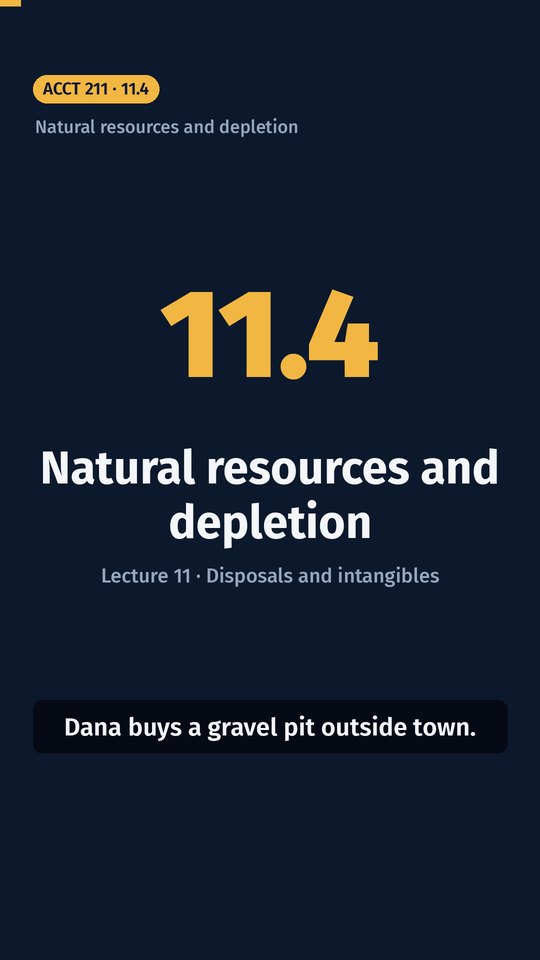 ACCT 211 · 11.4
Natural resources and depletion
11.4
Natural resources and
depletion
Lecture 11 · Disposals and intangibles
Dana buys a gravel pit outside town.